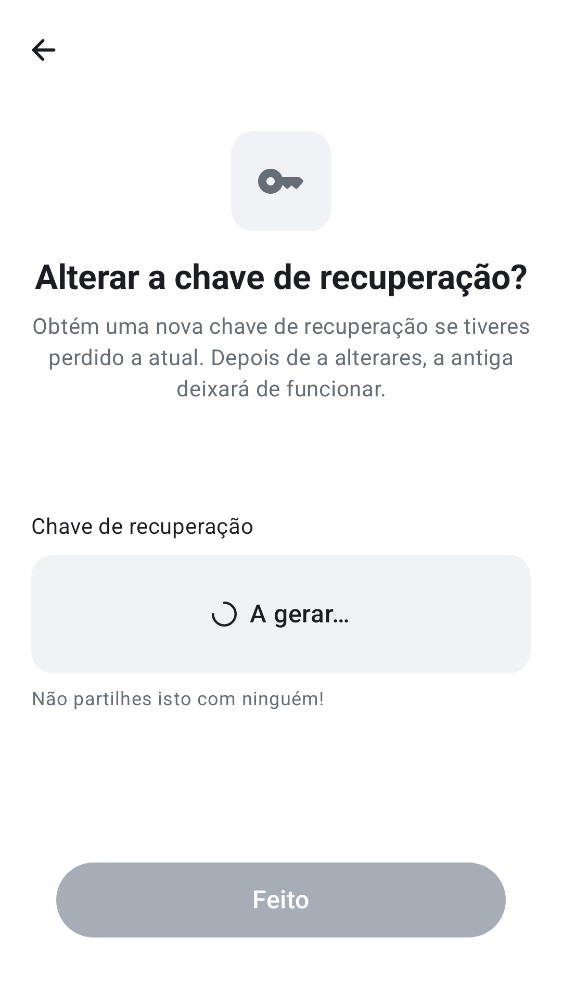 Alterar a chave de recuperação?
Obtém uma nova chave de recuperação se tiveres
perdido a atual. Depois de a alterares, a antiga
deixará de funcionar.
Chave de recuperação
A gerar…
Não partilhes isto com ninguém!
Feito